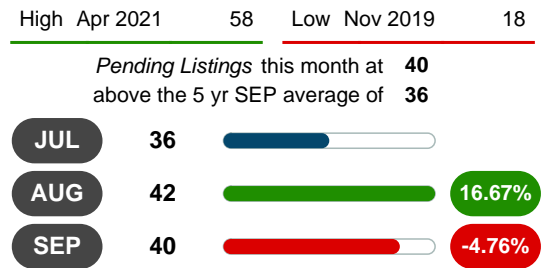 High Apr 2021 58 Low Nov 2019 18
Pending Listings this month at 40
above the 5 yr SEP average of 36
JUL 36
AUG 42 16.67%
SEP 40 -4.76%